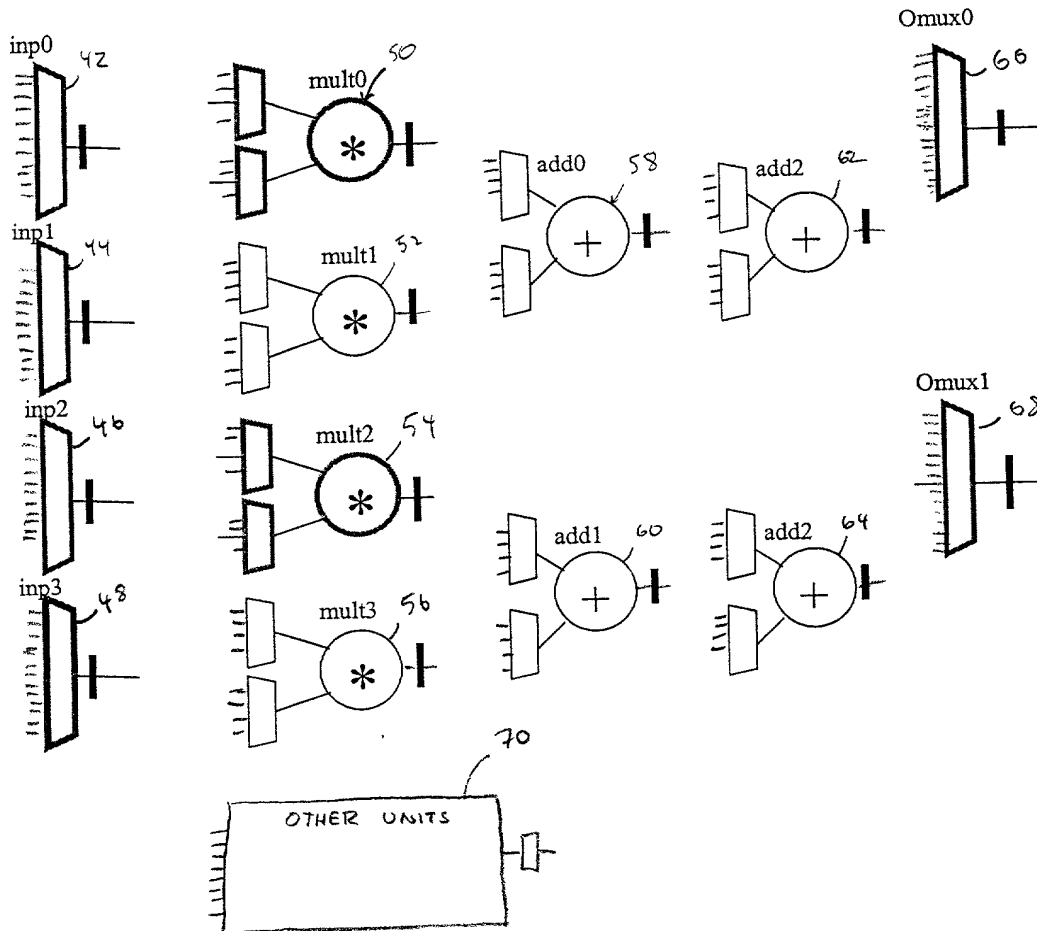 Omux0
inp0
42
50
mult0
66
*
add0
58
add2
62
+
+
inp1
44
mult1
52
*
Omux1
68
inp2
46
mult2
54
*
add1
60
add2
64
+
+
inp3
48
mult3
56
*
70
OTHER UNITS